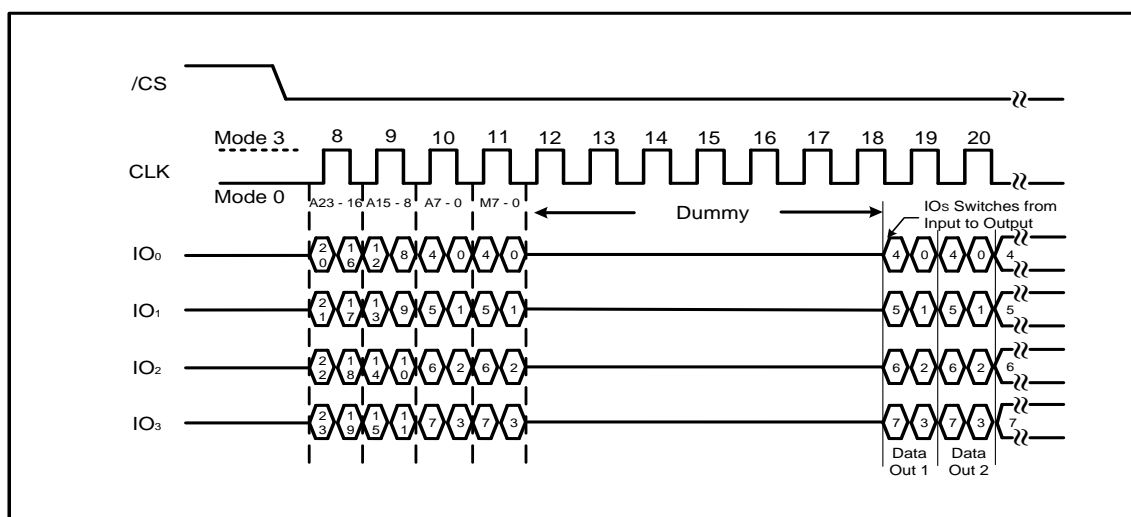 /CS
Mode 3 8 9 10 11 12 13 14 15 16 17 18 19 20
CLK
Mode 0 A23 - 16 A15 - 8 A7 - 0 M7 - 0 Dummy
IOs Switches from
Input to Output
IO0 20 16 12 8 4 0 4 0 4 0 4 0 4
IO1 21 17 13 9 5 1 5 1 5 1 5 1 5
IO2 22 18 14 10 6 2 6 2 6 2 6 2 6
IO3 23 19 15 11 7 3 7 3 7 3 7 3 7
Data Data
Out 1 Out 2